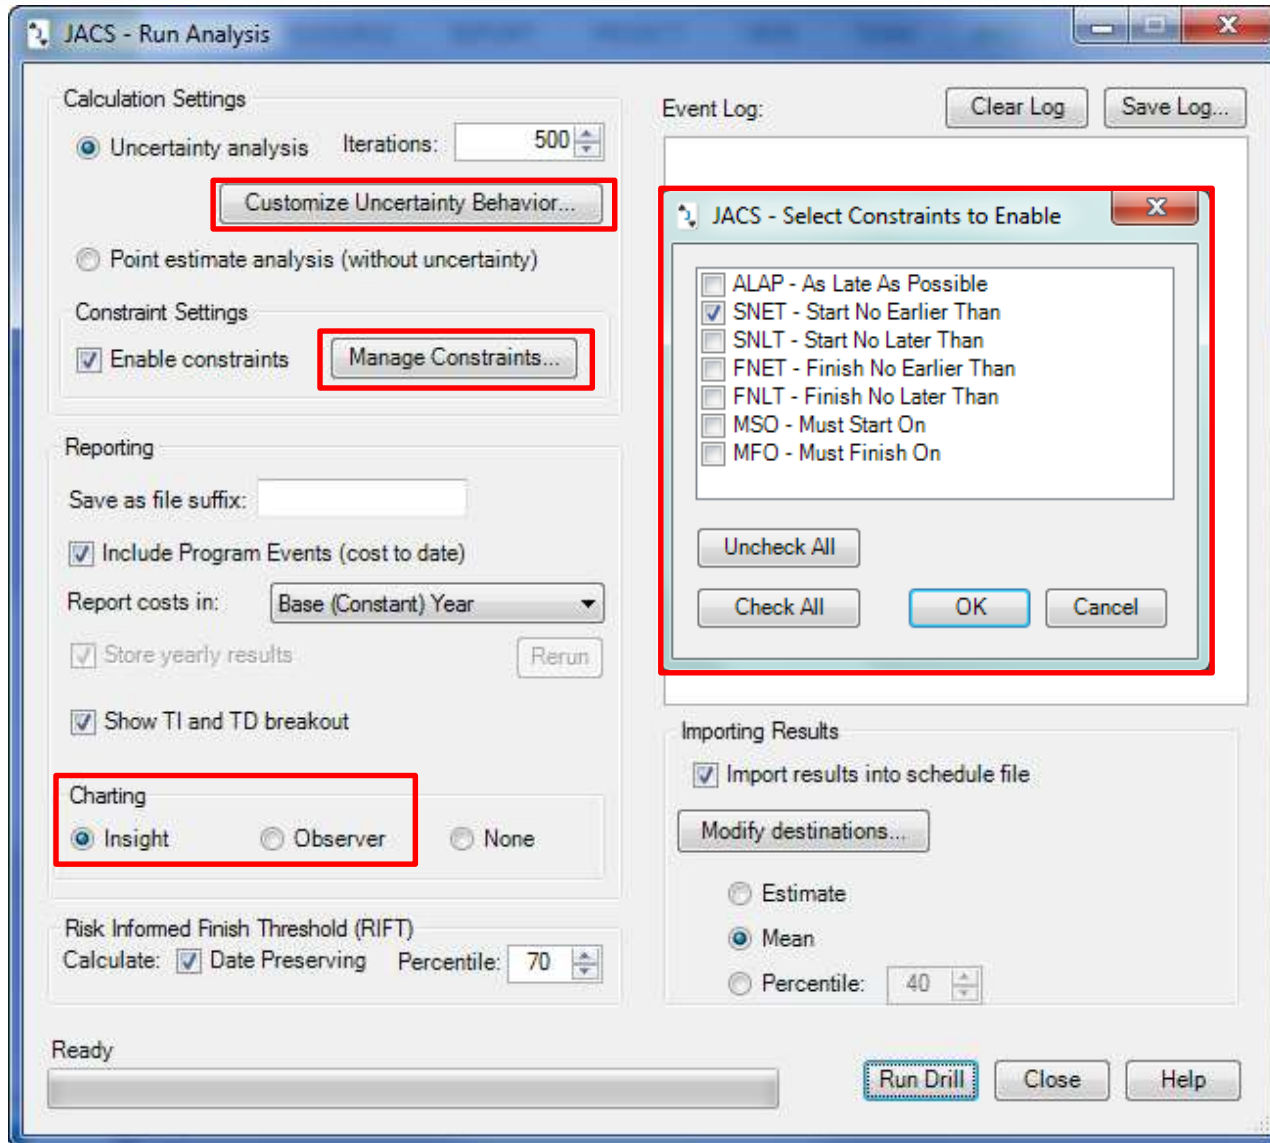 JACS - Run Analysis
Calculation Settings
Uncertainty analysis Iterations: 500
Customize Uncertainty Behavior...
Point estimate analysis (without uncertainty)
Constraint Settings
Enable constraints Manage Constraints...
Reporting
Save as file suffix:
Include Program Events (cost to date)
Report costs in: Base (Constant) Year
Store yearly results Rerun
Show TI and TD breakout
Charting
Insight Observer None
Risk Informed Finish Threshold (RIFT)
Calculate: Date Preserving Percentile: 70
Event Log: Clear Log Save Log...
JACS - Select Constraints to Enable
ALAP - As Late As Possible
SNET - Start No Earlier Than
SNLT - Start No Later Than
FNET - Finish No Earlier Than
FNLT - Finish No Later Than
MSO - Must Start On
MFO - Must Finish On
Uncheck All
Check All OK Cancel
Importing Results
Import results into schedule file
Modify destinations...
Estimate
Mean
Percentile: 40
Ready
Run Drill Close Help